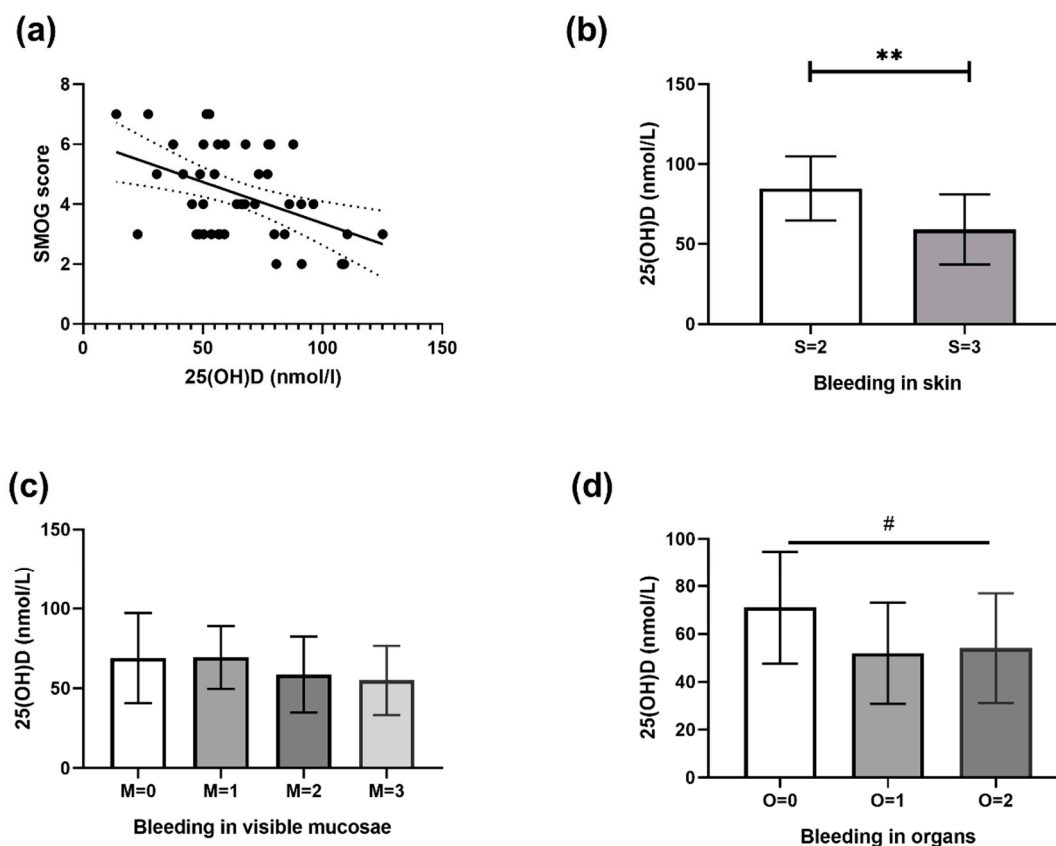 (a)
8
6
4
2
0
SMOG score
0 50 100 150
25(OH)D (nmol/l)
(b)
**
150
100
50
0
25(OH)D (nmol/L)
S=2 S=3
Bleeding in skin
(c)
150
100
50
0
25(OH)D (nmol/L)
M=0 M=1 M=2 M=3
Bleeding in visible mucosae
(d)
#
100
80
60
40
20
0
25(OH)D (nmol/L)
O=0 O=1 O=2
Bleeding in organs